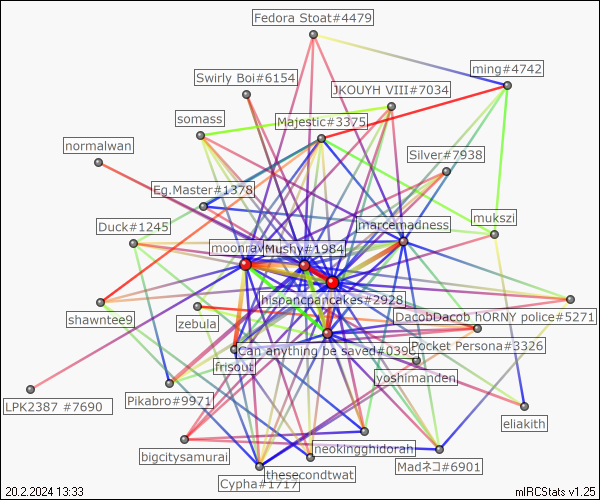 Fedora Stoat#4479
ming#4742
Swirly Boi#6154
JKOUYH VIII#7034
somass
Majestic#3375
normalwan
Silver#7938
Eg.Master#1378
mukszi
Duck#1245
marcemadness
Mushy#1984
hispancpancakes#2928
shawntee9
zebula
DacobDacob hORNY police#5271
Can anything be saved#0395
Pocket Persona#3326
frisout
yoshimanden
LPK2387 #7690
Pikabro#9971
eliakith
bigcitysamurai
neokingghidorah
thesecondtwat
Madネコ#6901
Cypha#1717
20.2.2024 13:33
mIRCStats v1.25